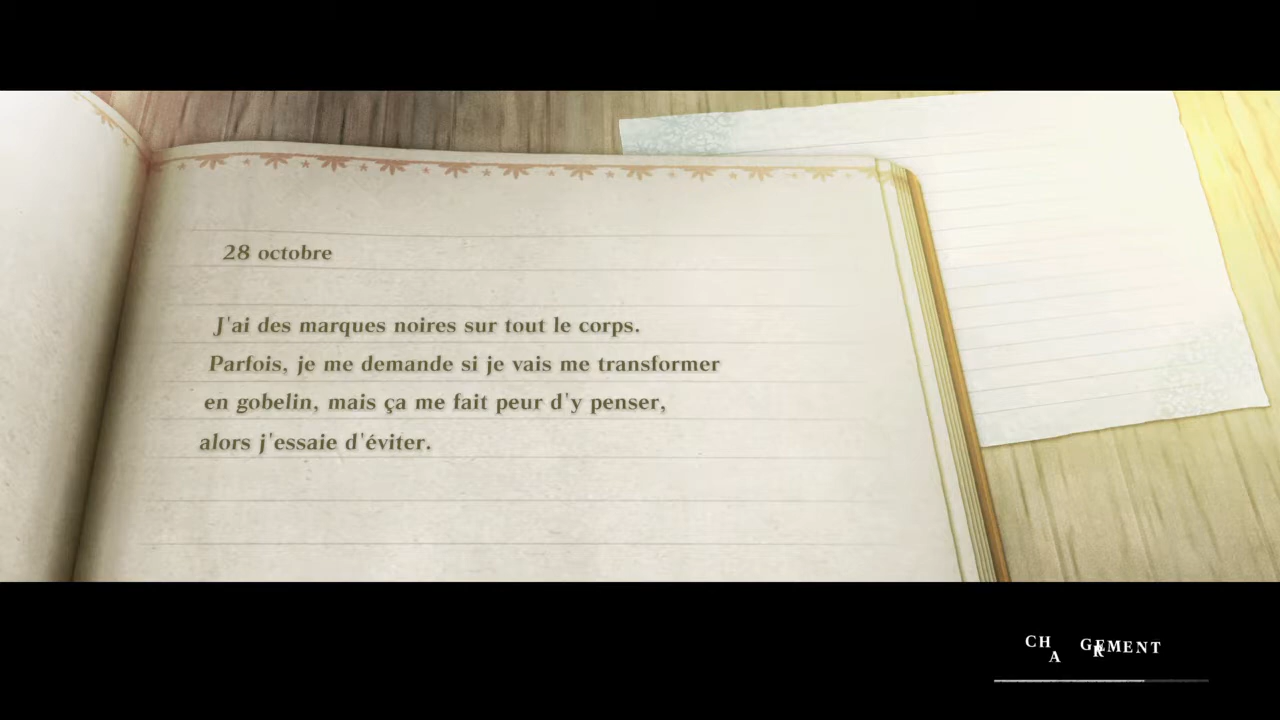 28 octobre
J'ai des marques noires sur tout le corps.
Parfois, je me demande si je vais me transformer
en gobelin, mais ça me fait peur d'y penser,
alors j'essaie d'éviter.
CHARGEMENT